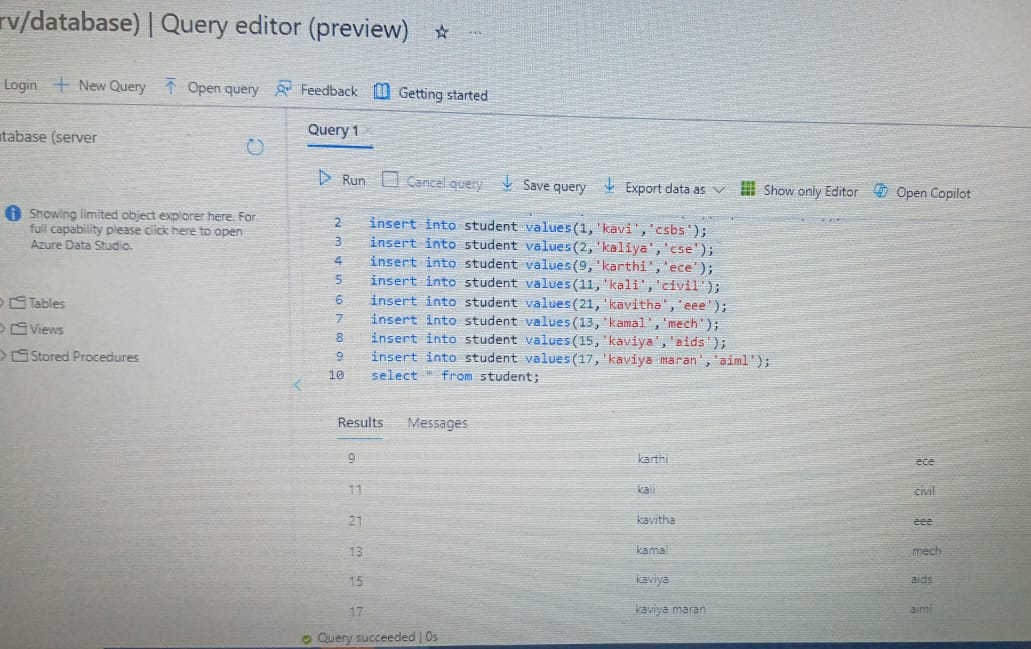 rv/database) | Query editor (preview)
Login + New Query Open query Feedback Getting started
tabase (server
Query 1
Run Cancel query Save query Export data as Show only Editor Open Copilot
Showing limited object explorer here. For
full capability please click here to open
Azure Data Studio.
Tables
Views
Stored Procedures
2 insert into student values(1,'kavi','csbs');
3 insert into student values(2,'kaliya','cse');
4 insert into student values(9,'karthi','ece');
5 insert into student values(11,'kali','civil');
6 insert into student values(21,'kavitha','eee');
7 insert into student values(13,'kamal','mech');
8 insert into student values(15,'kaviya','aids');
9 insert into student values(17,'kaviya maran','aiml');
10 select * from student;
Results Messages
9 karthi ece
11 kali civil
21 kavitha eee
13 kamal mech
15 kaviya aids
17 kaviya maran aiml
Query succeeded | 0s